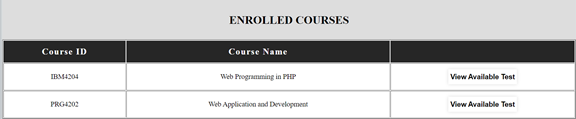 ENROLLED COURSES
Course ID Course Name
IBM4204 Web Programming in PHP View Available Test
PRG4202 Web Application and Development View Available Test